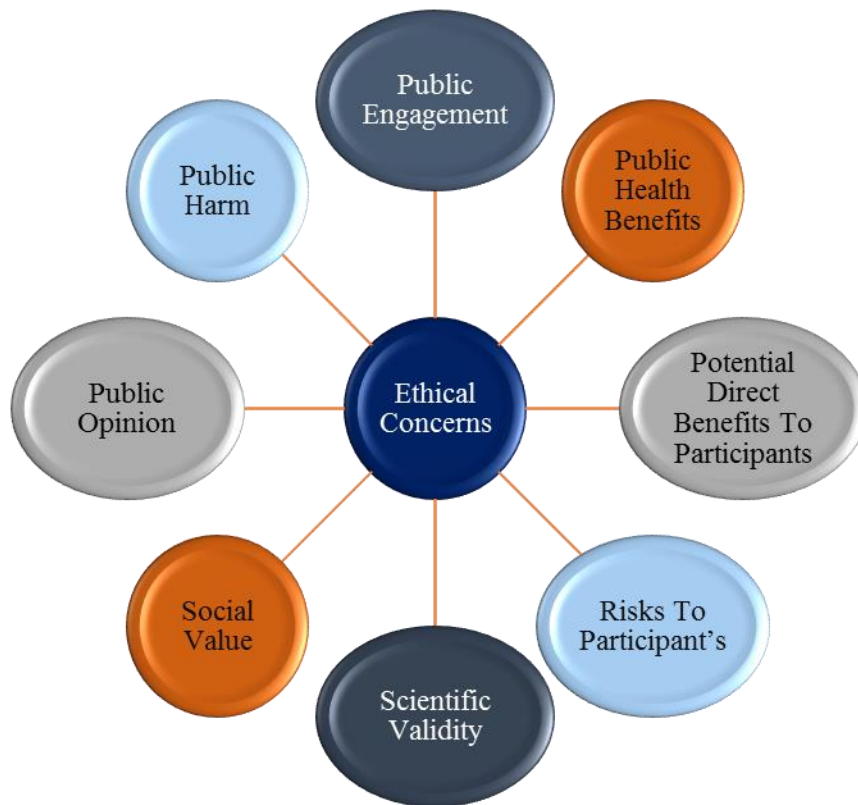 Public
Engagement
Public
Health
Benefits
Public
Harm
Potential
Direct
Benefits To
Participants
Ethical
Concerns
Public
Opinion
Risks To
Participant’s
Social
Value
Scientific
Validity